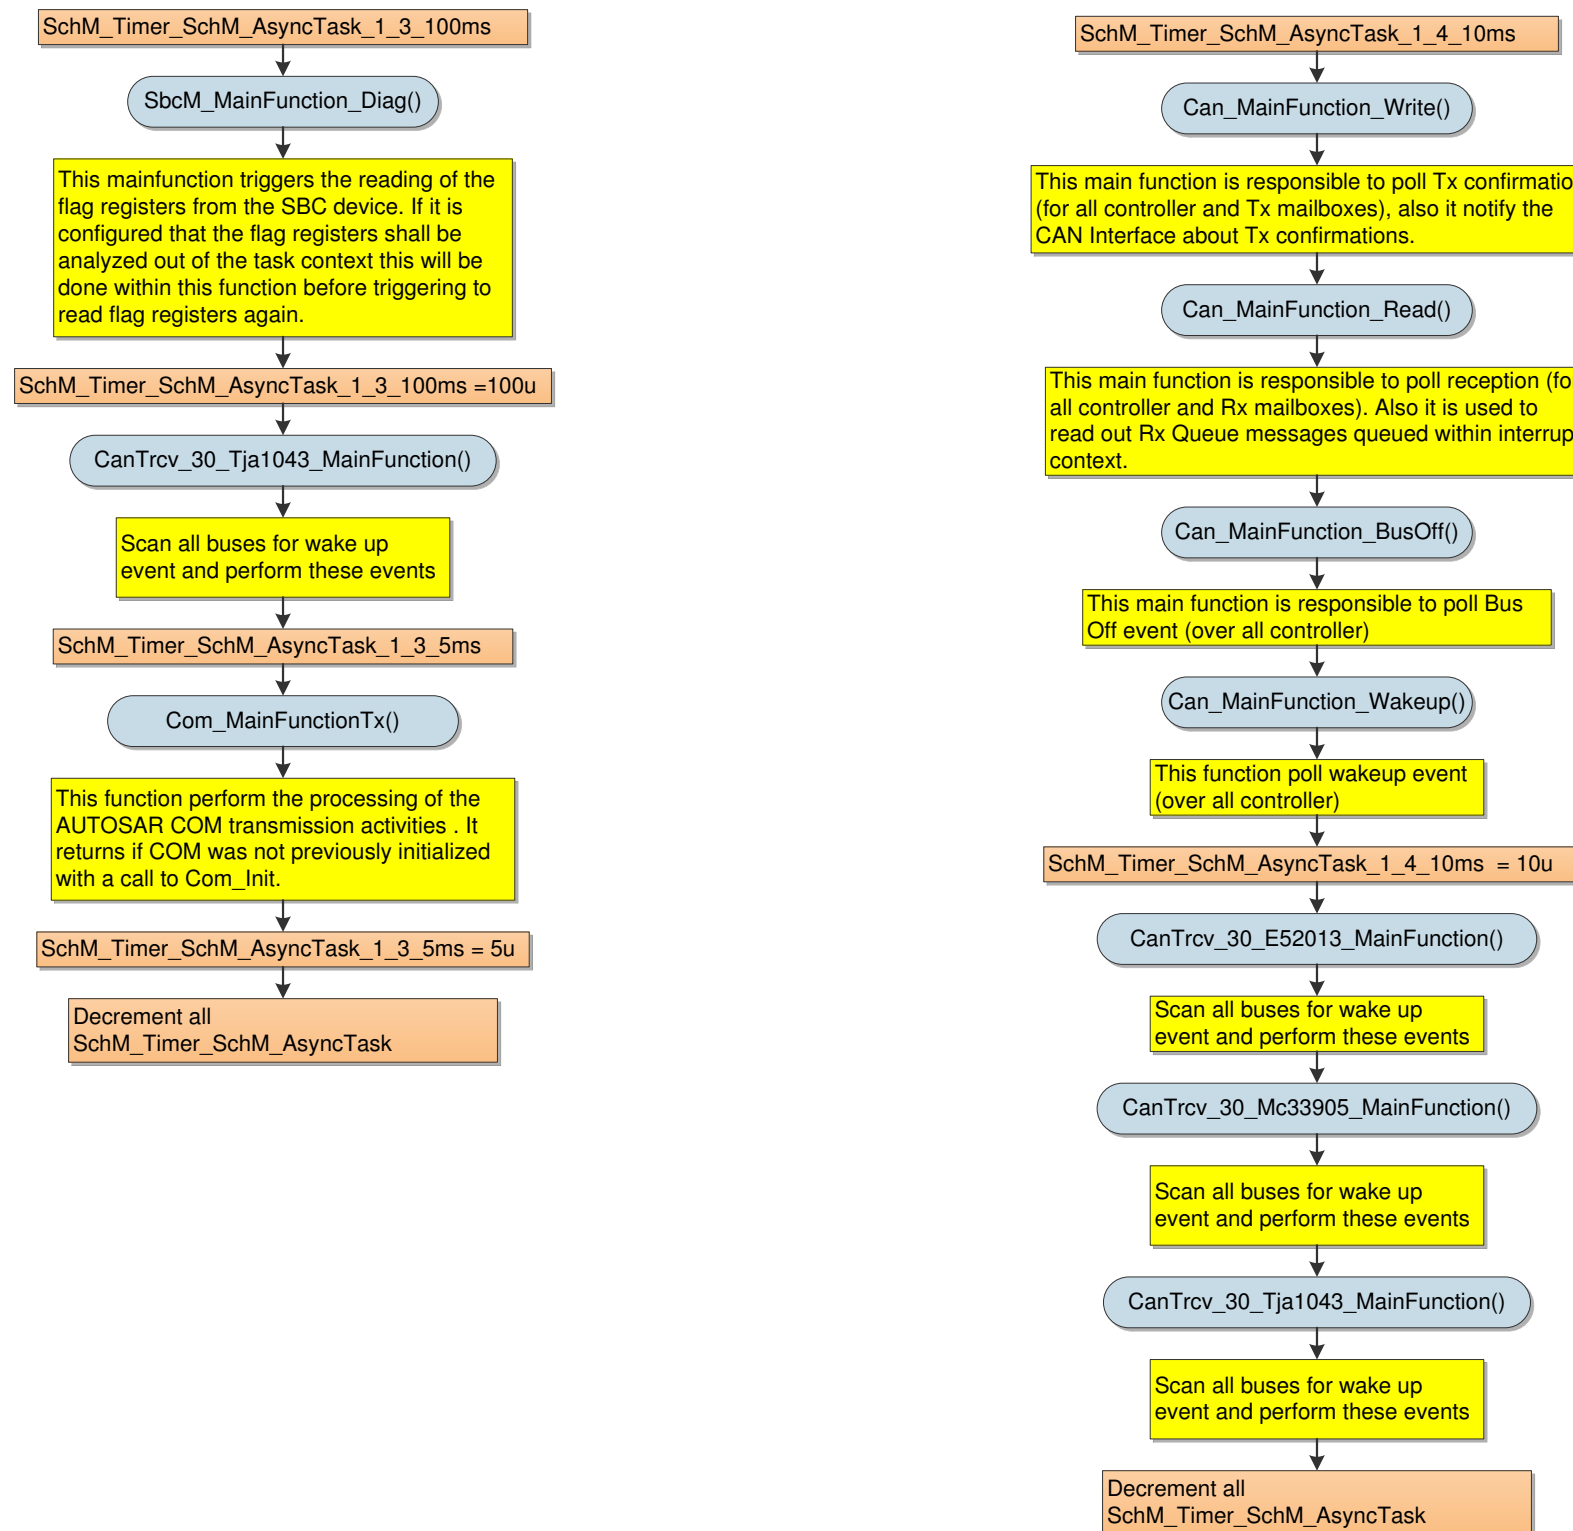 SchM_Timer_SchM_AsyncTask_1_3_100ms
SbcM_MainFunction_Diag()
This mainfunction triggers the reading of the
flag registers from the SBC device. If it is
configured that the flag registers shall be
analyzed out of the task context this will be
done within this function before triggering to
read flag registers again.
SchM_Timer_SchM_AsyncTask_1_3_100ms =100u
CanTrcv_30_Tja1043_MainFunction()
Scan all buses for wake up
event and perform these events
SchM_Timer_SchM_AsyncTask_1_3_5ms
Com_MainFunctionTx()
This function perform the processing of the
AUTOSAR COM transmission activities . It
returns if COM was not previously initialized
with a call to Com_Init.
SchM_Timer_SchM_AsyncTask_1_3_5ms = 5u
Decrement all
SchM_Timer_SchM_AsyncTask
SchM_Timer_SchM_AsyncTask_1_4_10ms
Can_MainFunction_Write()
This main function is responsible to poll Tx confirmatio
(for all controller and Tx mailboxes), also it notify the
CAN Interface about Tx confirmations.
Can_MainFunction_Read()
This main function is responsible to poll reception (fo
all controller and Rx mailboxes). Also it is used to
read out Rx Queue messages queued within interrup
context.
Can_MainFunction_BusOff()
This main function is responsible to poll Bus
Off event (over all controller)
Can_MainFunction_Wakeup()
This function poll wakeup event
(over all controller)
SchM_Timer_SchM_AsyncTask_1_4_10ms = 10u
CanTrcv_30_E52013_MainFunction()
Scan all buses for wake up
event and perform these events
CanTrcv_30_Mc33905_MainFunction()
Scan all buses for wake up
event and perform these events
CanTrcv_30_Tja1043_MainFunction()
Scan all buses for wake up
event and perform these events
Decrement all
SchM_Timer_SchM_AsyncTask